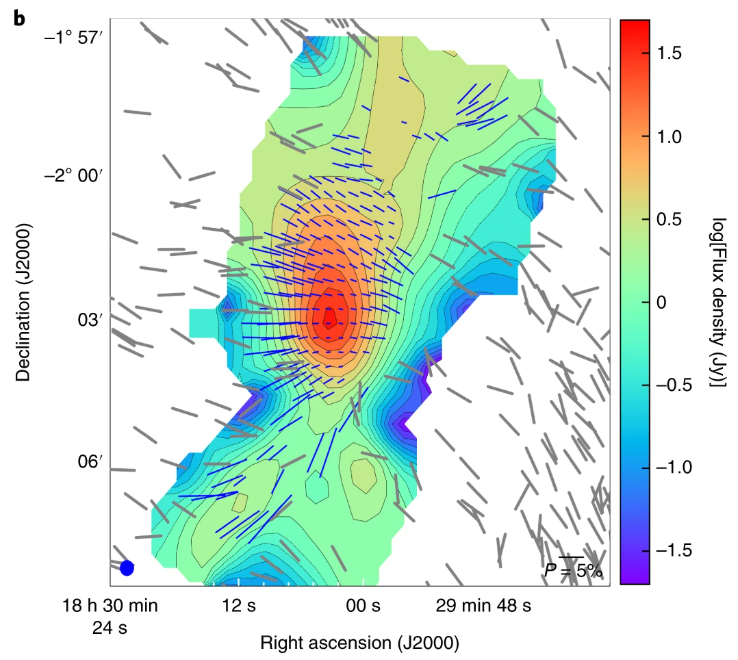 b
−1° 57′
−2° 00′
03′
06′
Declination (J2000)
18 h 30 min 24 s
12 s
00 s
29 min 48 s
Right ascension (J2000)
P = 5%
1.5
1.0
0.5
0
−0.5
−1.0
−1.5
log[Flux density (Jy)]